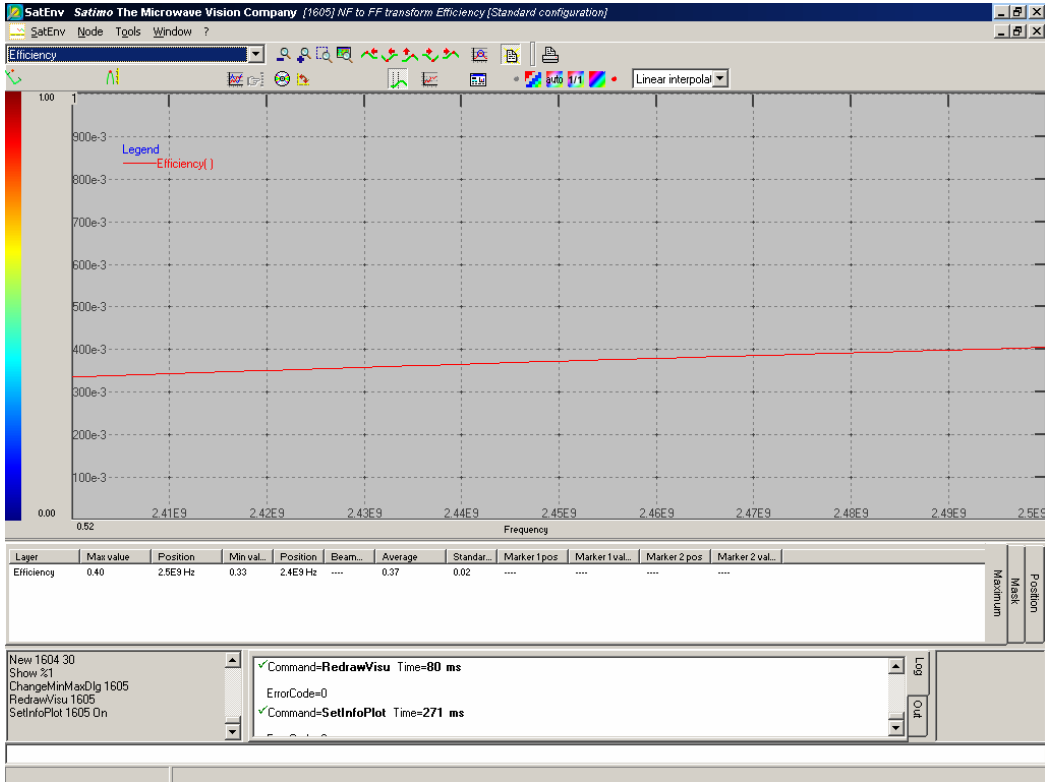 SatEnv Satimo The Microwave Vision Company [1605] NF to FF transform Efficiency [Standard configuration]
SatEnv Node Tools Window ?
Efficiency
auto 1/1 Linear interpolat
1.00 1
900e-3
Legend
Efficiency( )
800e-3
700e-3
600e-3
500e-3
400e-3
300e-3
200e-3
100e-3
0.00 2.41E9 2.42E9 2.43E9 2.44E9 2.45E9 2.46E9 2.47E9 2.48E9 2.49E9 2.5E9
0.52 Frequency
Layer Max value Position Min val... Position Beam... Average Standar... Marker 1 pos Marker 1 val... Marker 2 pos Marker 2 val...
Efficiency 0.40 2.5E9 Hz 0.33 2.4E9 Hz ---- 0.37 0.02 ---- ---- ---- ----
Maximum
Mask
Position
New 1604 30
Show %1
ChangeMinMaxDlg 1605
RedrawVisu 1605
SetInfoPlot 1605 On
Command=RedrawVisu Time=80 ms
ErrorCode=0
Command=SetInfoPlot Time=271 ms
Log
Out